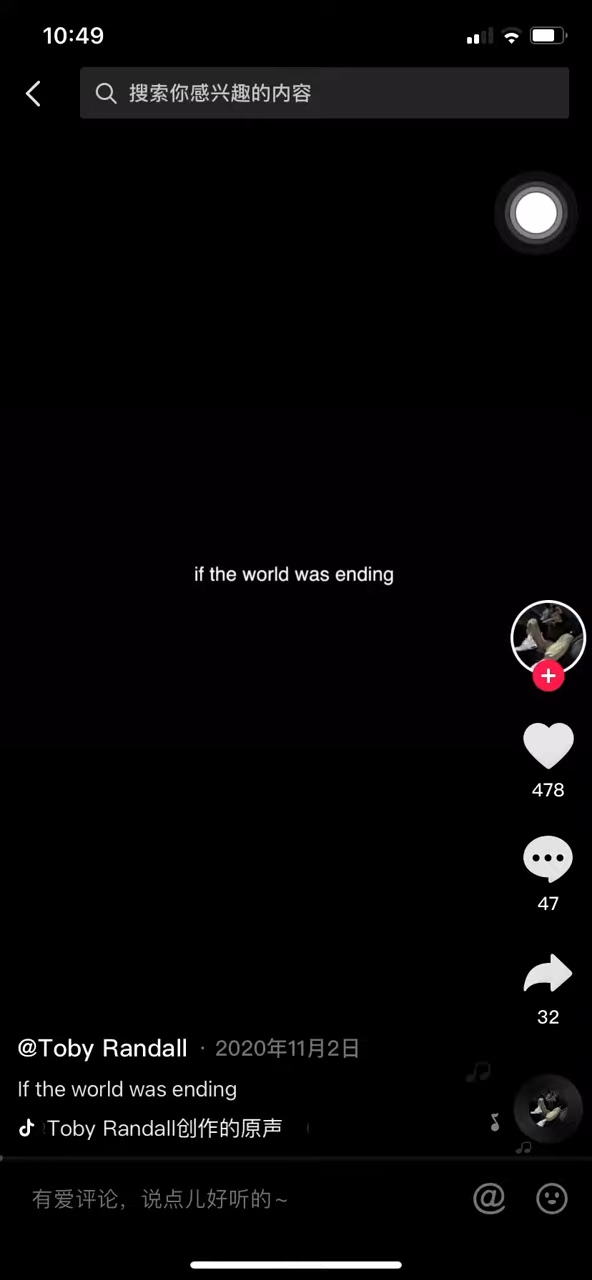 10:49
搜索你感兴趣的内容
if the world was ending
478
47
32
@Toby Randall · 2020年11月2日
If the world was ending
Toby Randall创作的原声
有爱评论，说点儿好听的~